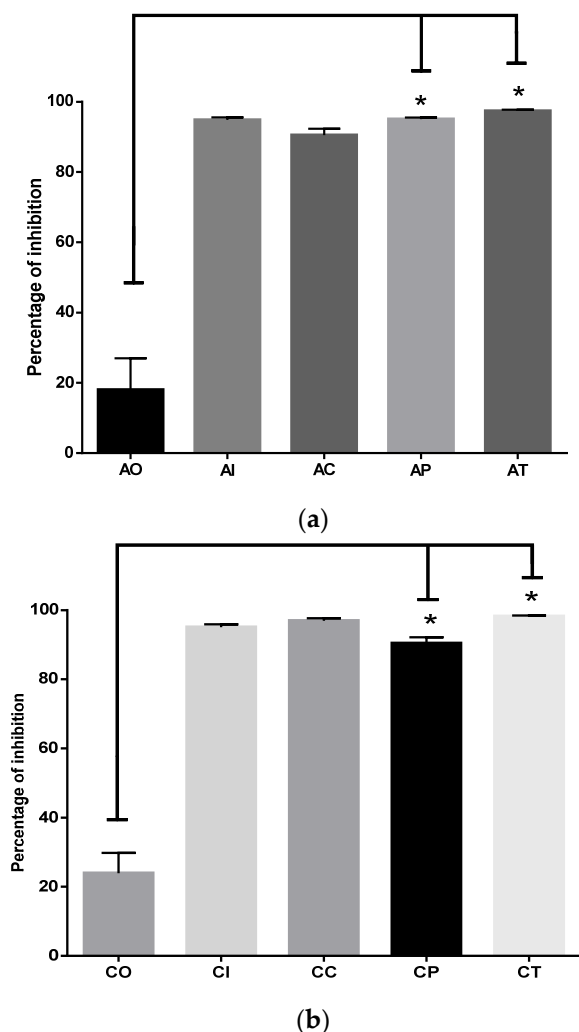 * *
100
80
60
40
20
0
Percentage of inhibition
AO AI AC AP AT
(a)
* *
100
80
60
40
20
0
Percentage of inhibition
CO CI CC CP CT
(b)